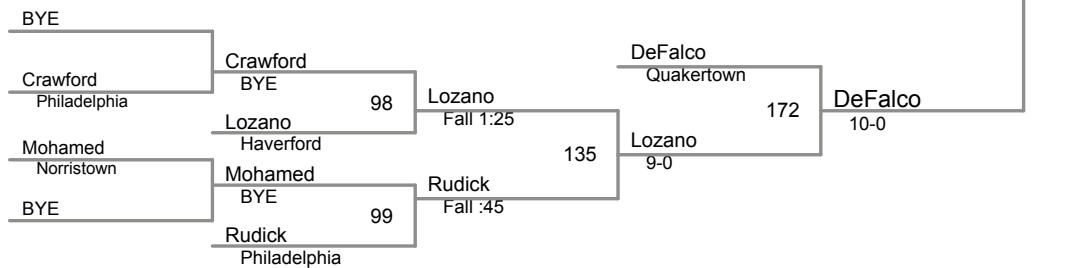 BYE
Crawford
Philadelphia
Mohamed
Norristown
BYE
Crawford
BYE
98
Lozano
Haverford
Mohamed
BYE
99
Rudick
Philadelphia
Lozano
Fall 1:25
135
Rudick
Fall :45
DeFalco
Quakertown
172
Lozano
9-0
DeFalco
10-0